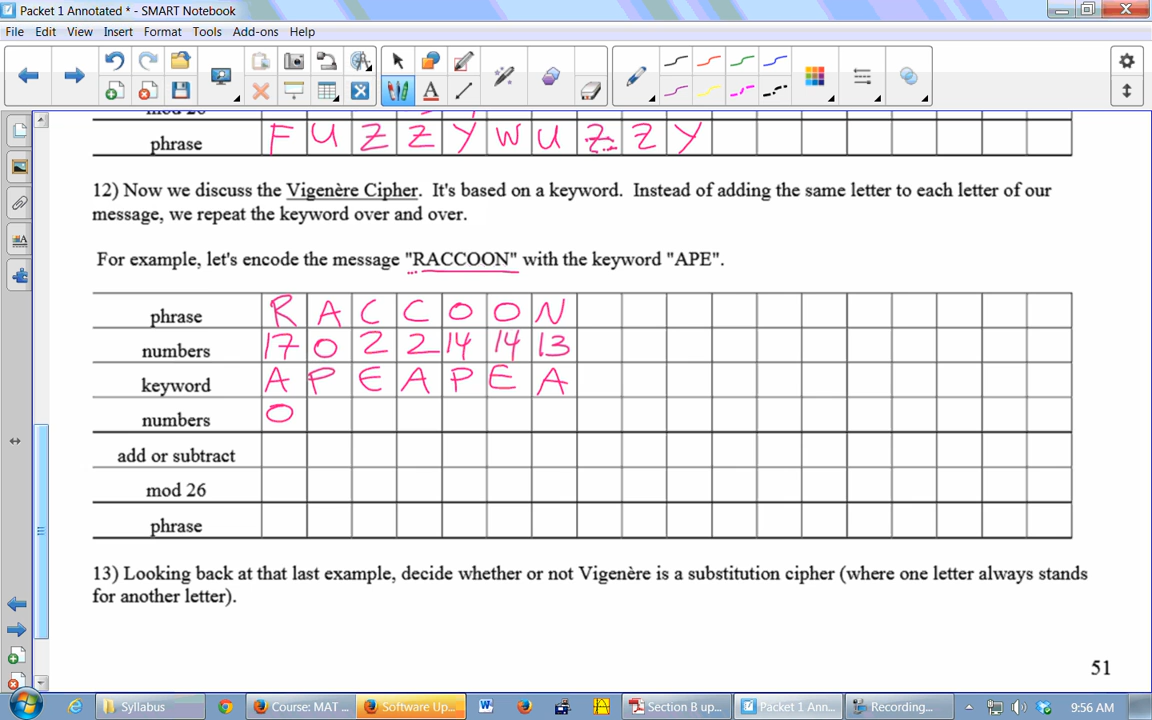 Packet 1 Annotated * - SMART Notebook
File Edit View Insert Format Tools Add-ons Help
phrase F U Z Z Y W U Z Z Y
12) Now we discuss the Vigenère Cipher. It's based on a keyword. Instead of adding the same letter to each letter of our
message, we repeat the keyword over and over.
For example, let's encode the message "RACCOON" with the keyword "APE".
phrase R A C C O O N
numbers 17 0 2 2 14 14 13
keyword A P E A P E A
numbers 0
add or subtract
mod 26
phrase
13) Looking back at that last example, decide whether or not Vigenère is a substitution cipher (where one letter always stands
for another letter).
51
Syllabus Course: MAT ... Software Up... Section B up... Packet 1 Ann... Recording... 9:56 AM